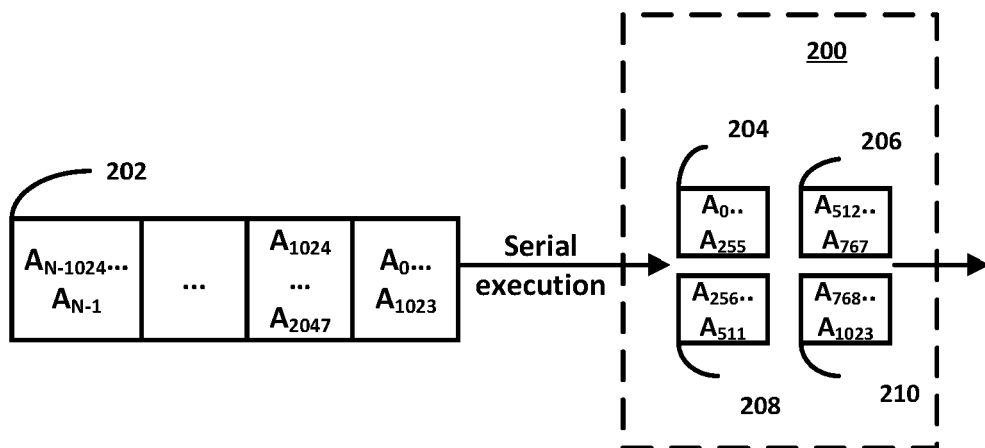 200
204
206
202
A0..
A255
A512..
A767
AN-1024...
AN-1
...
A1024
...
A2047
A0...
A1023
Serial
execution
A256..
A511
A768..
A1023
208
210